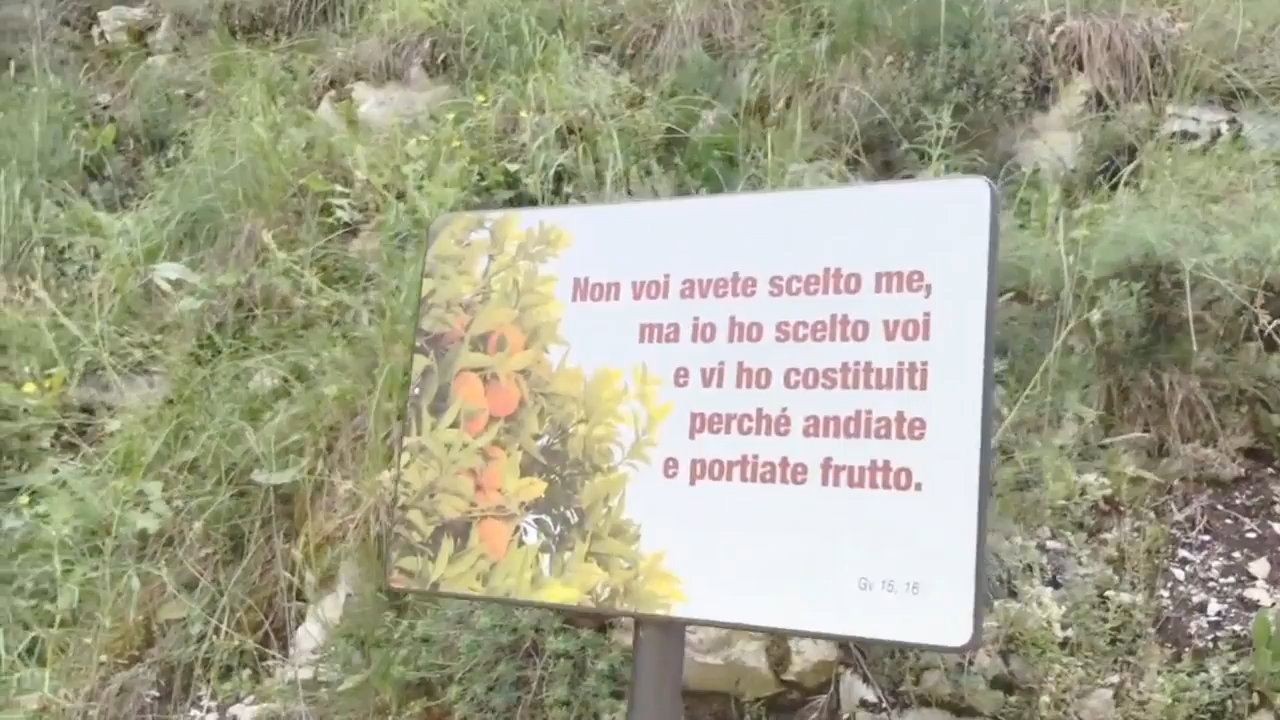 Non voi avete scelto me,
ma io ho scelto voi
e vi ho costituiti
perché andiate
e portiate frutto.
Gv 15, 16